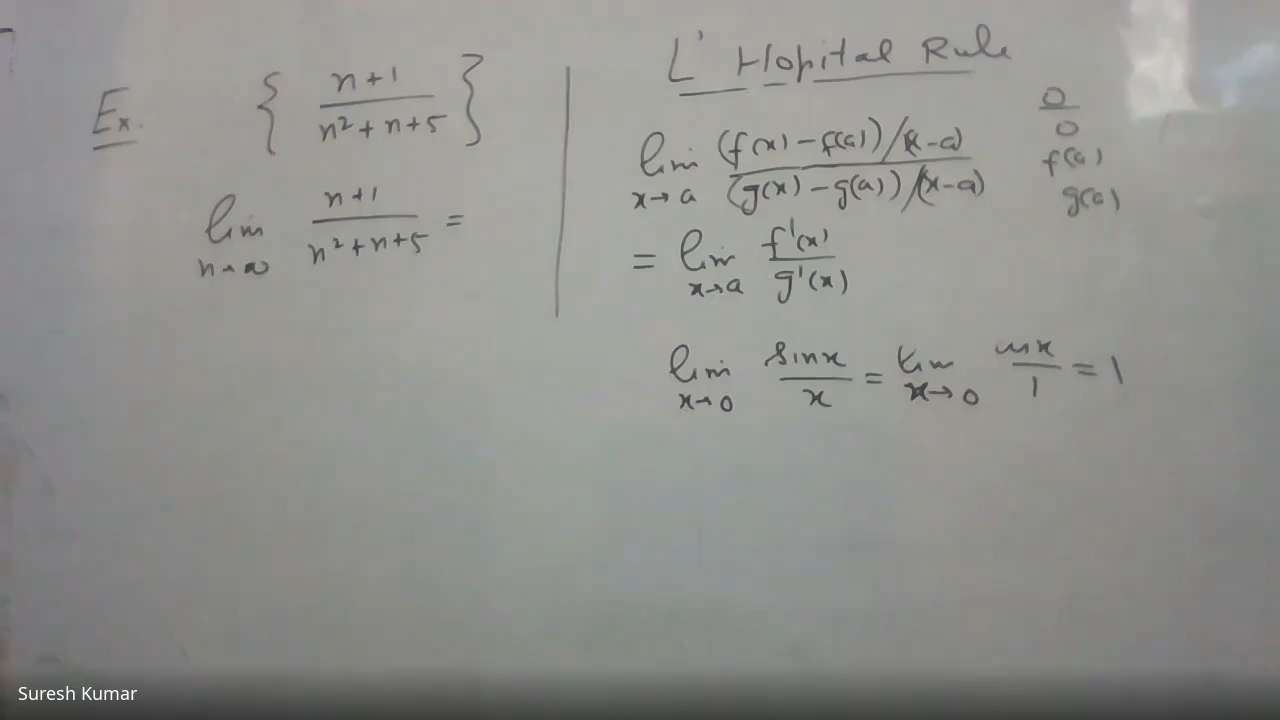 Ex. { n+1 / n²+n+5 }
lim n→∞ n+1 / n²+n+5 =
L' Hopital Rule
0/0
lim x→a (f(x)-f(a))/(x-a) / (g(x)-g(a))/(x-a)
f(a)
g(a)
= lim x→a f'(x) / g'(x)
lim x→0 sinx / x = lim x→0 cosx / 1 = 1
Suresh Kumar